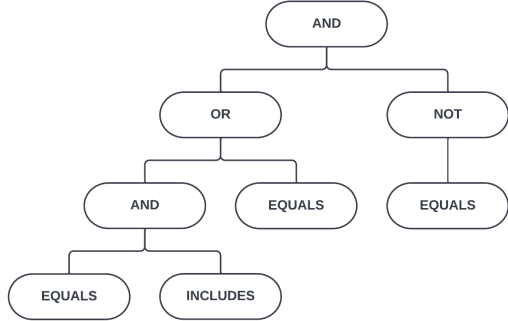 AND
OR
NOT
AND
EQUALS
EQUALS
EQUALS
INCLUDES